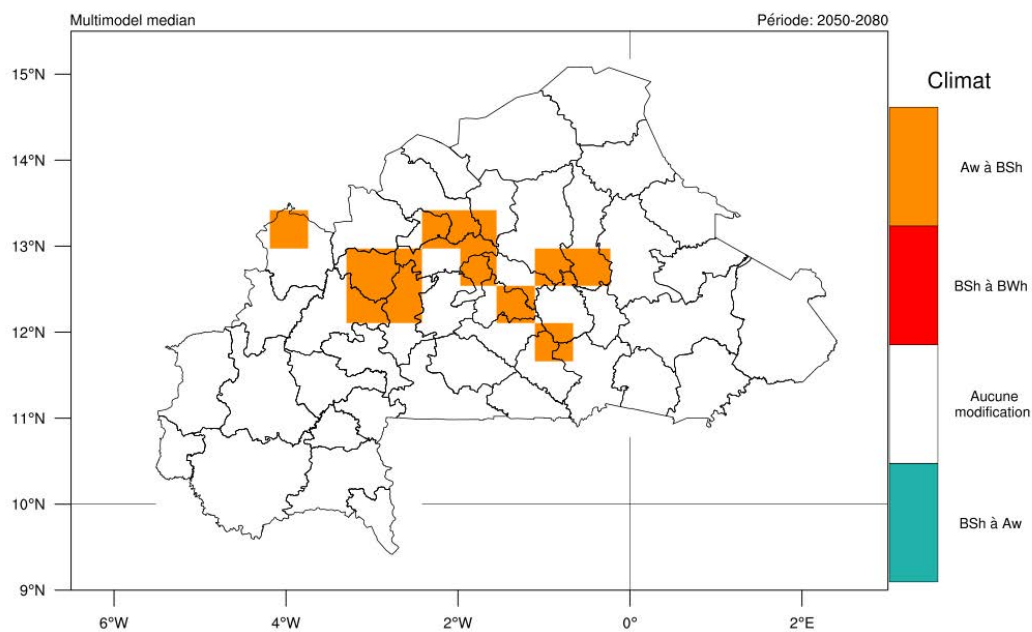 Multimodel median
Période: 2050-2080
15°N
14°N
13°N
12°N
11°N
10°N
9°N
6°W
4°W
2°W
0°
2°E
Climat
Aw à BSh
BSh à BWh
Aucune
modification
BSh à Aw